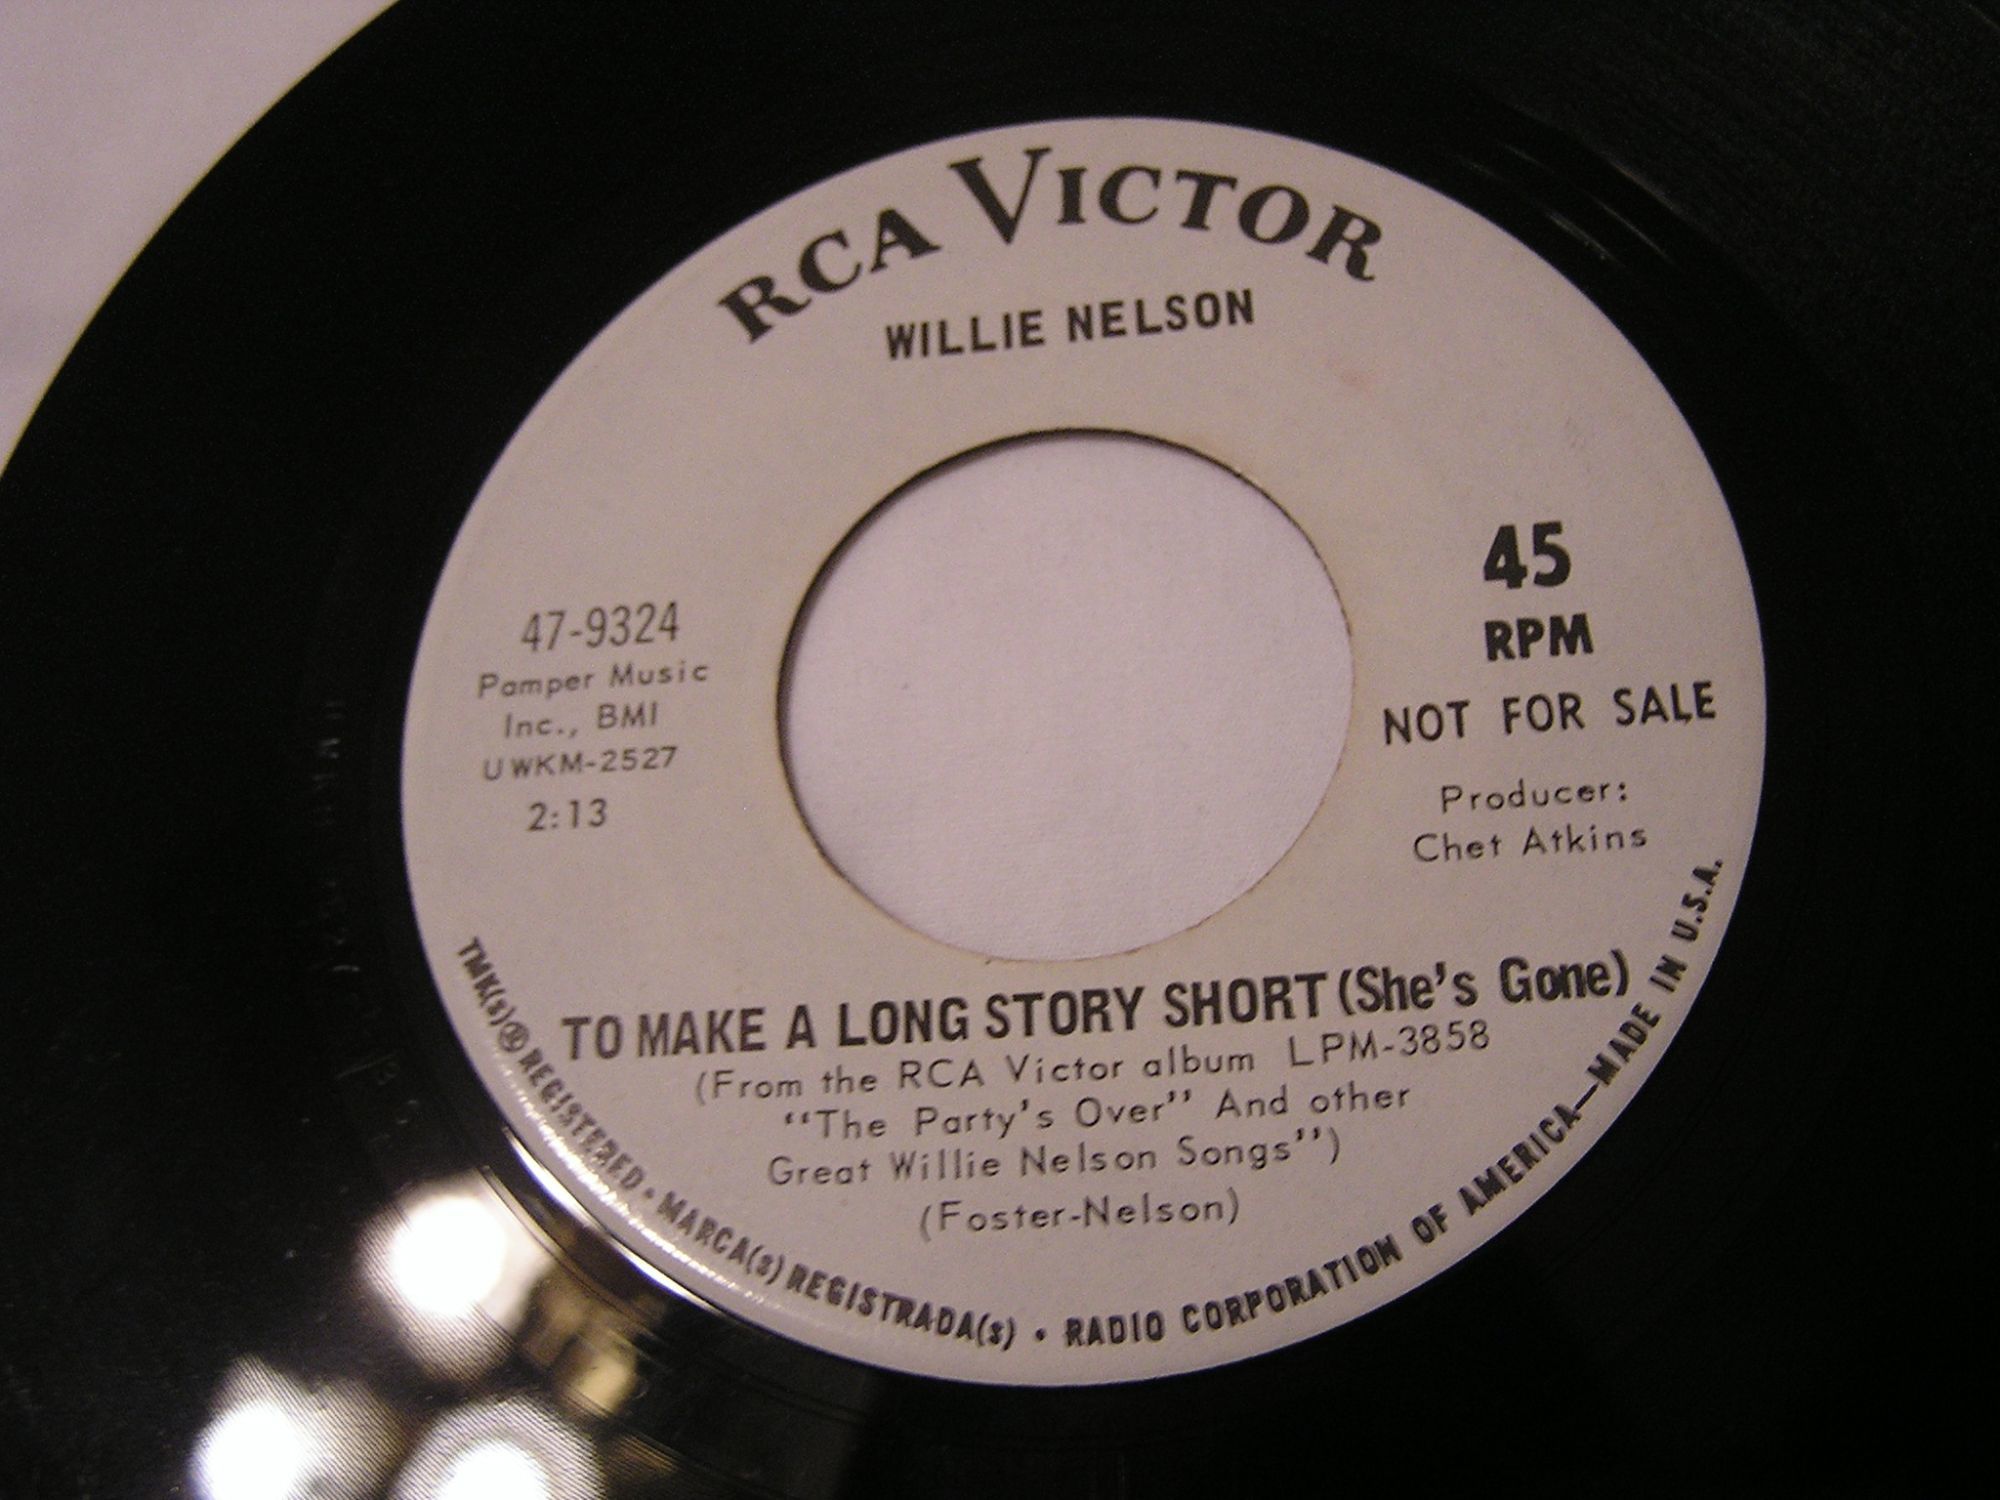 RCA VICTOR
WILLIE NELSON
47-9324
Pamper Music
Inc., BMI
UWKM-2527
2:13
45
RPM
NOT FOR SALE
Producer:
Chet Atkins
TO MAKE A LONG STORY SHORT (She's Gone)
(From the RCA Victor album LPM-3858
"The Party's Over" And other
Great Willie Nelson Songs")
(Foster-Nelson)
TMK(s) ® REGISTERED • MARCA(s) REGISTRADA(s) • RADIO CORPORATION OF AMERICA—MADE IN U.S.A.